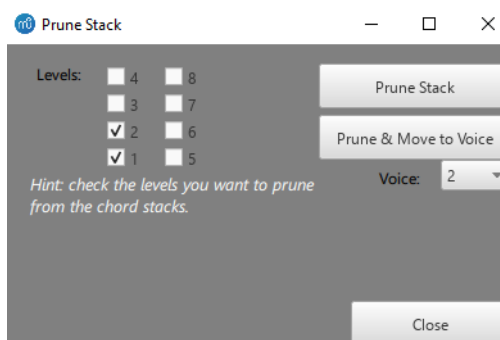 Prune Stack
Levels:
4 8
3 7
2 6
1 5
Hint: check the levels you want to prune
from the chord stacks.
Prune Stack
Prune & Move to Voice
Voice: 2
Close